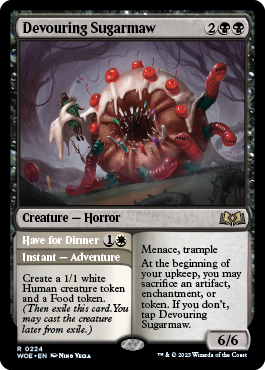 Devouring Sugarmaw 2
Creature — Horror
Have for Dinner 1
Instant — Adventure
Create a 1/1 white
Human creature token
and a Food token.
(Then exile this card. You
may cast the creature
later from exile.)
Menace, trample
At the beginning of
your upkeep, you may
sacrifice an artifact,
enchantment, or
token. If you don't,
tap Devouring
Sugarmaw.
6/6
R 0224
WOE • EN Nino Vecia
™ & © 2023 Wizards of the Coast